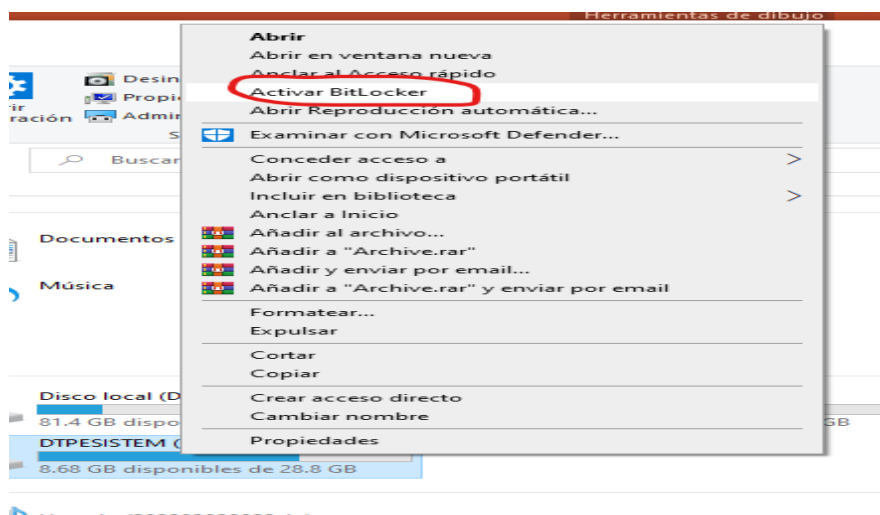 Herramientas de dibujo
Abrir
Abrir en ventana nueva
Anclar al Acceso rápido
Activar BitLocker
Abrir Reproducción automática...
Examinar con Microsoft Defender...
Conceder acceso a
Abrir como dispositivo portátil
Incluir en biblioteca
Anclar a Inicio
Añadir al archivo...
Añadir a "Archive.rar"
Añadir y enviar por email...
Añadir a "Archive.rar" y enviar por email
Formatear...
Expulsar
Cortar
Copiar
Crear acceso directo
Cambiar nombre
Propiedades
Desin
Propi
Admir
ración
S
Buscar
Documentos
Música
Disco local (D
81.4 GB dispo
GB
DTPESISTEM (
8.68 GB disponibles de 28.8 GB